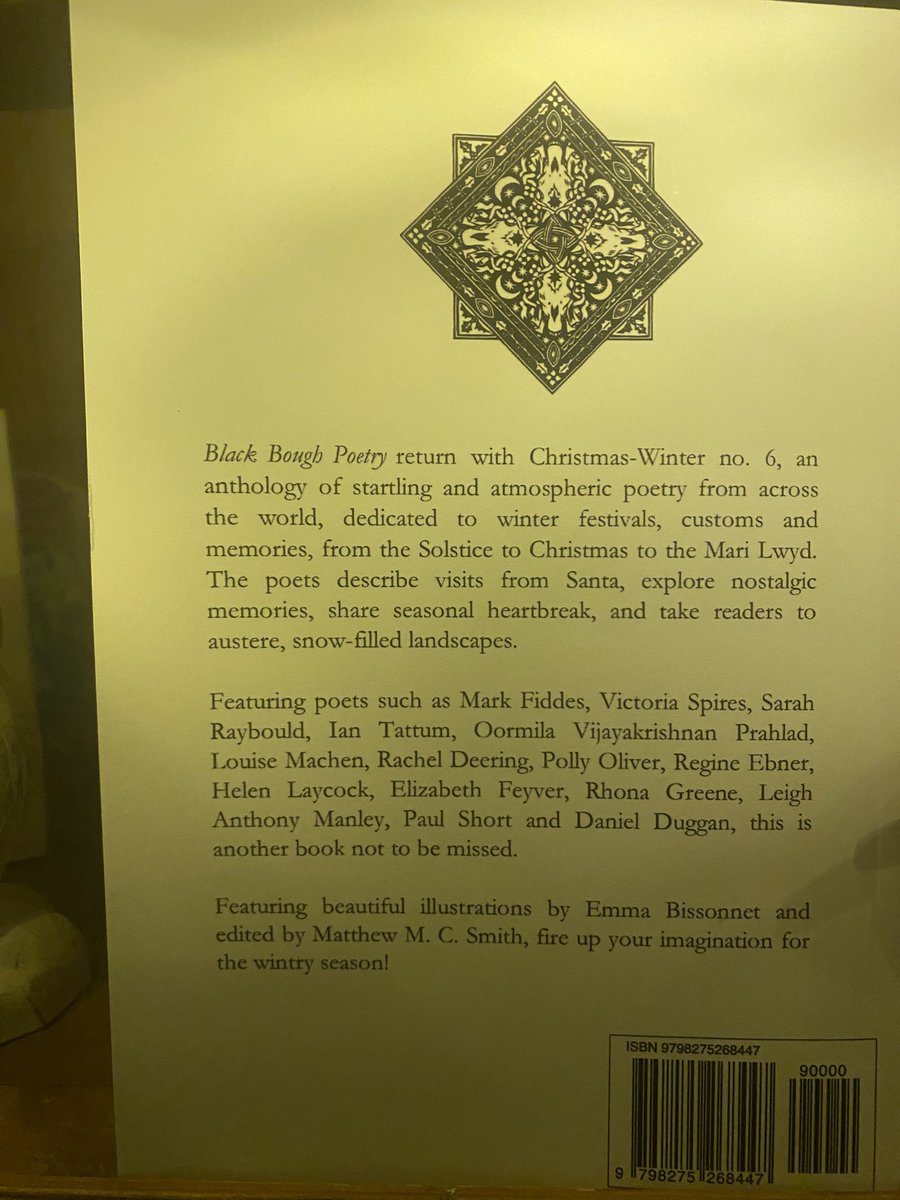 Black Bough Poetry return with Christmas-Winter no. 6, an
anthology of startling and atmospheric poetry from across
the world, dedicated to winter festivals, customs and
memories, from the Solstice to Christmas to the Mari Lwyd.
The poets describe visits from Santa, explore nostalgic
memories, share seasonal heartbreak, and take readers to
austere, snow-filled landscapes.
Featuring poets such as Mark Fiddes, Victoria Spires, Sarah
Raybould, Ian Tattum, Oormila Vijayakrishnan Prahlad,
Louise Machen, Rachel Deering, Polly Oliver, Regine Ebner,
Helen Laycock, Elizabeth Feyver, Rhona Greene, Leigh
Anthony Manley, Paul Short and Daniel Duggan, this is
another book not to be missed.
Featuring beautiful illustrations by Emma Bissonnet and
edited by Matthew M. C. Smith, fire up your imagination for
the wintry season!
ISBN 9798275268447
90000
9 798275 268447